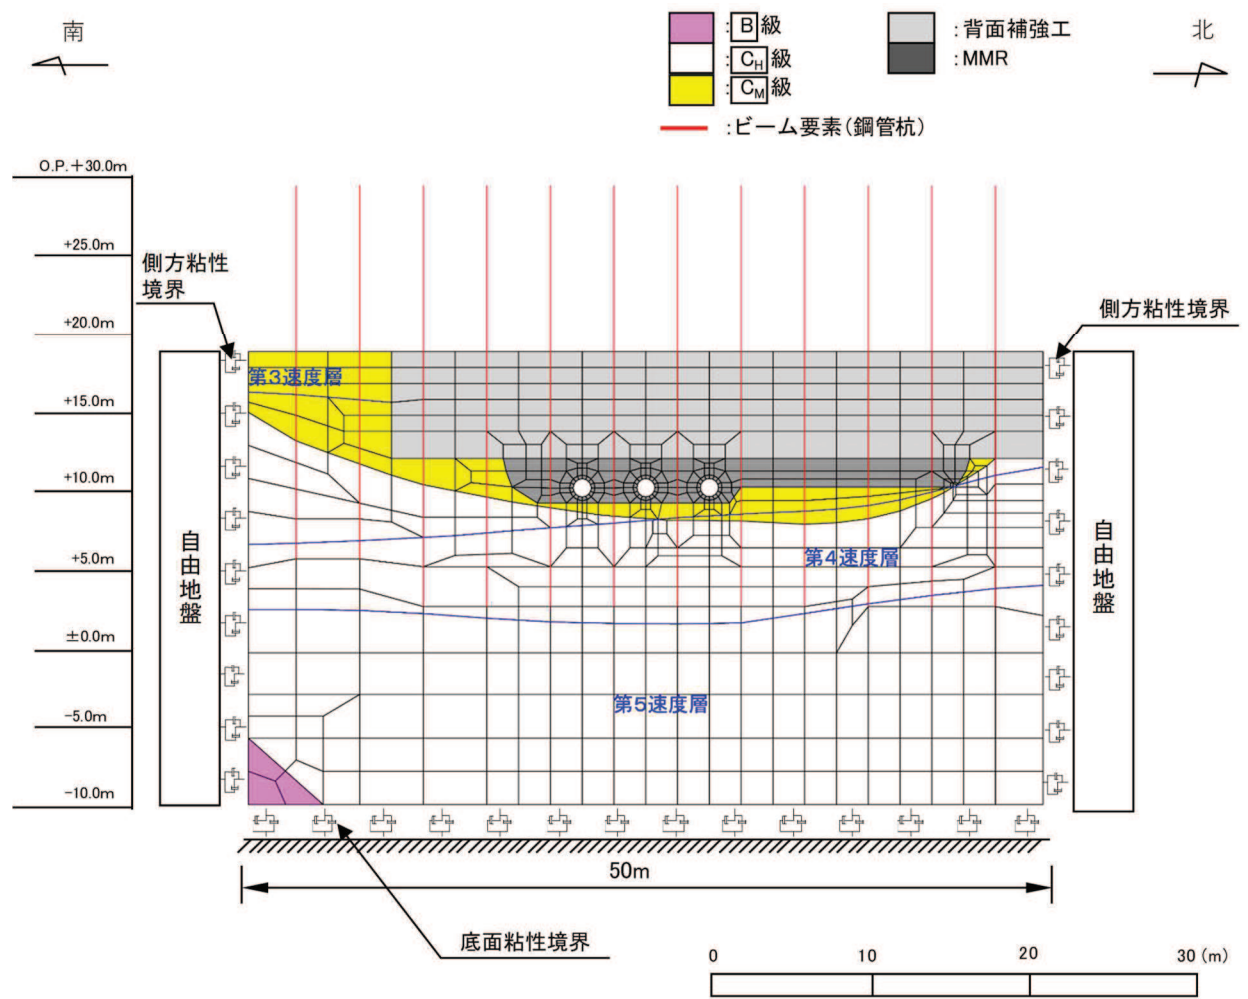 南
北
:B級
:CH級
:CM級
:ビーム要素(鋼管杭)
:背面補強工
:MMR
O.P.+30.0m
+25.0m
+20.0m
+15.0m
+10.0m
+5.0m
±0.0m
-5.0m
-10.0m
側方粘性
境界
側方粘性境界
自由地盤
自由地盤
第3速度層
第4速度層
第5速度層
50m
底面粘性境界
0 10 20 30 (m)